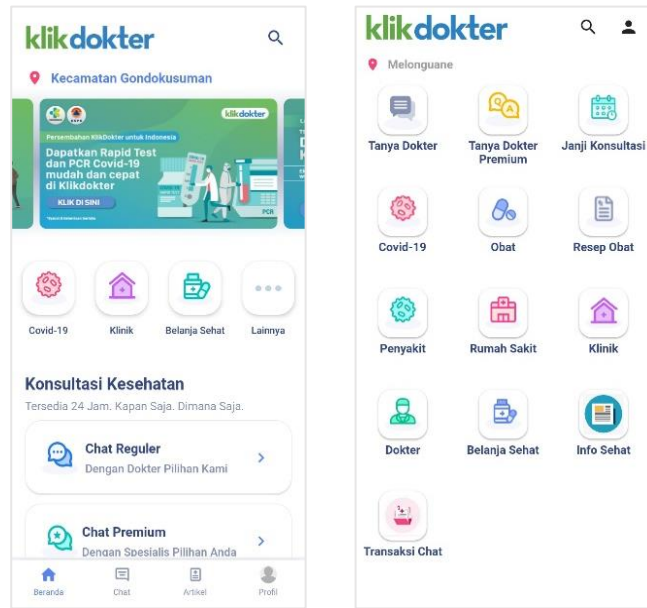 klikdokter
Kecamatan Gondokusuman
klikdokter
Persembahan KlikDokter untuk Indonesia
Dapatkan Rapid Test
dan PCR Covid-19
mudah dan cepat
di Klikdokter
KLIK DI SINI
PCR
Covid-19
Klinik
Belanja Sehat
Lainnya
Konsultasi Kesehatan
Tersedia 24 Jam. Kapan Saja. Dimana Saja.
Chat Reguler
Dengan Dokter Pilihan Kami
Chat Premium
Dengan Spesialis Pilihan Anda
Beranda
Chat
Artikel
Profil
klikdokter
Melonguane
Tanya Dokter
Tanya Dokter
Premium
Janji Konsultasi
Covid-19
Obat
Resep Obat
Penyakit
Rumah Sakit
Klinik
Dokter
Belanja Sehat
Info Sehat
Transaksi Chat